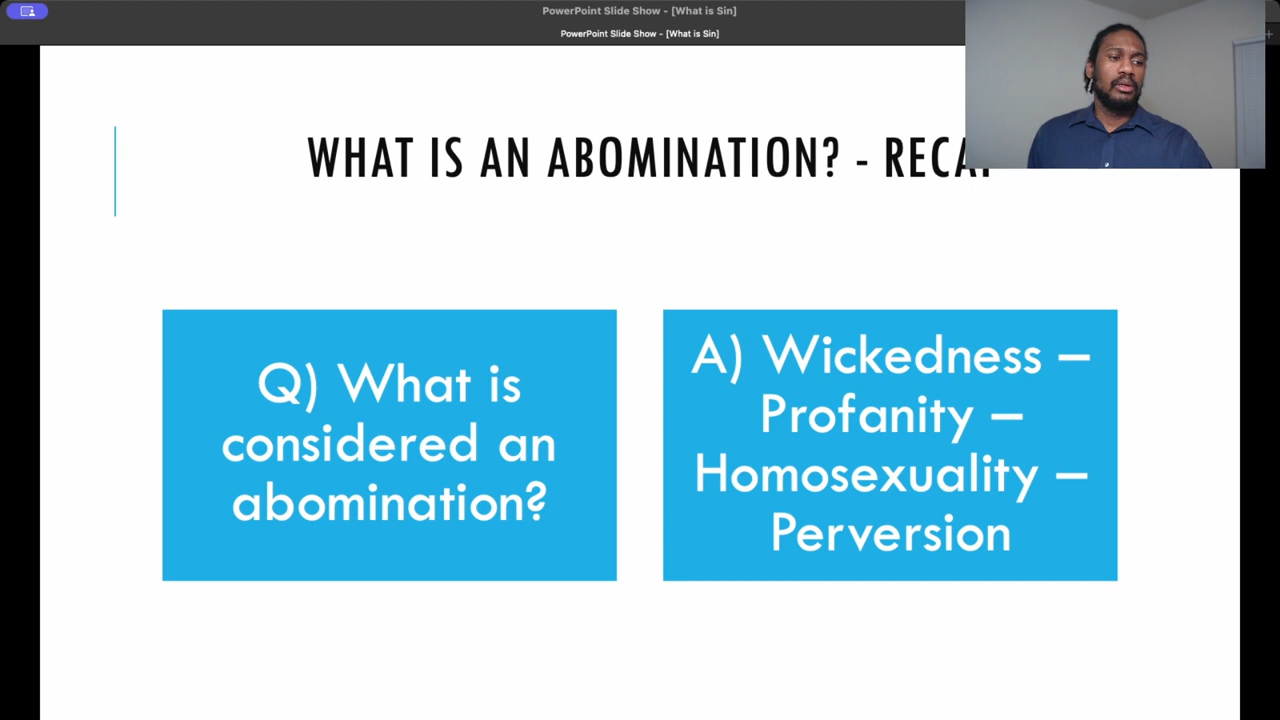 PowerPoint Slide Show - [What is Sin]
PowerPoint Slide Show - [What is Sin]
WHAT IS AN ABOMINATION? - RECAP
Q) What is
considered an
abomination?
A) Wickedness –
Profanity –
Homosexuality –
Perversion